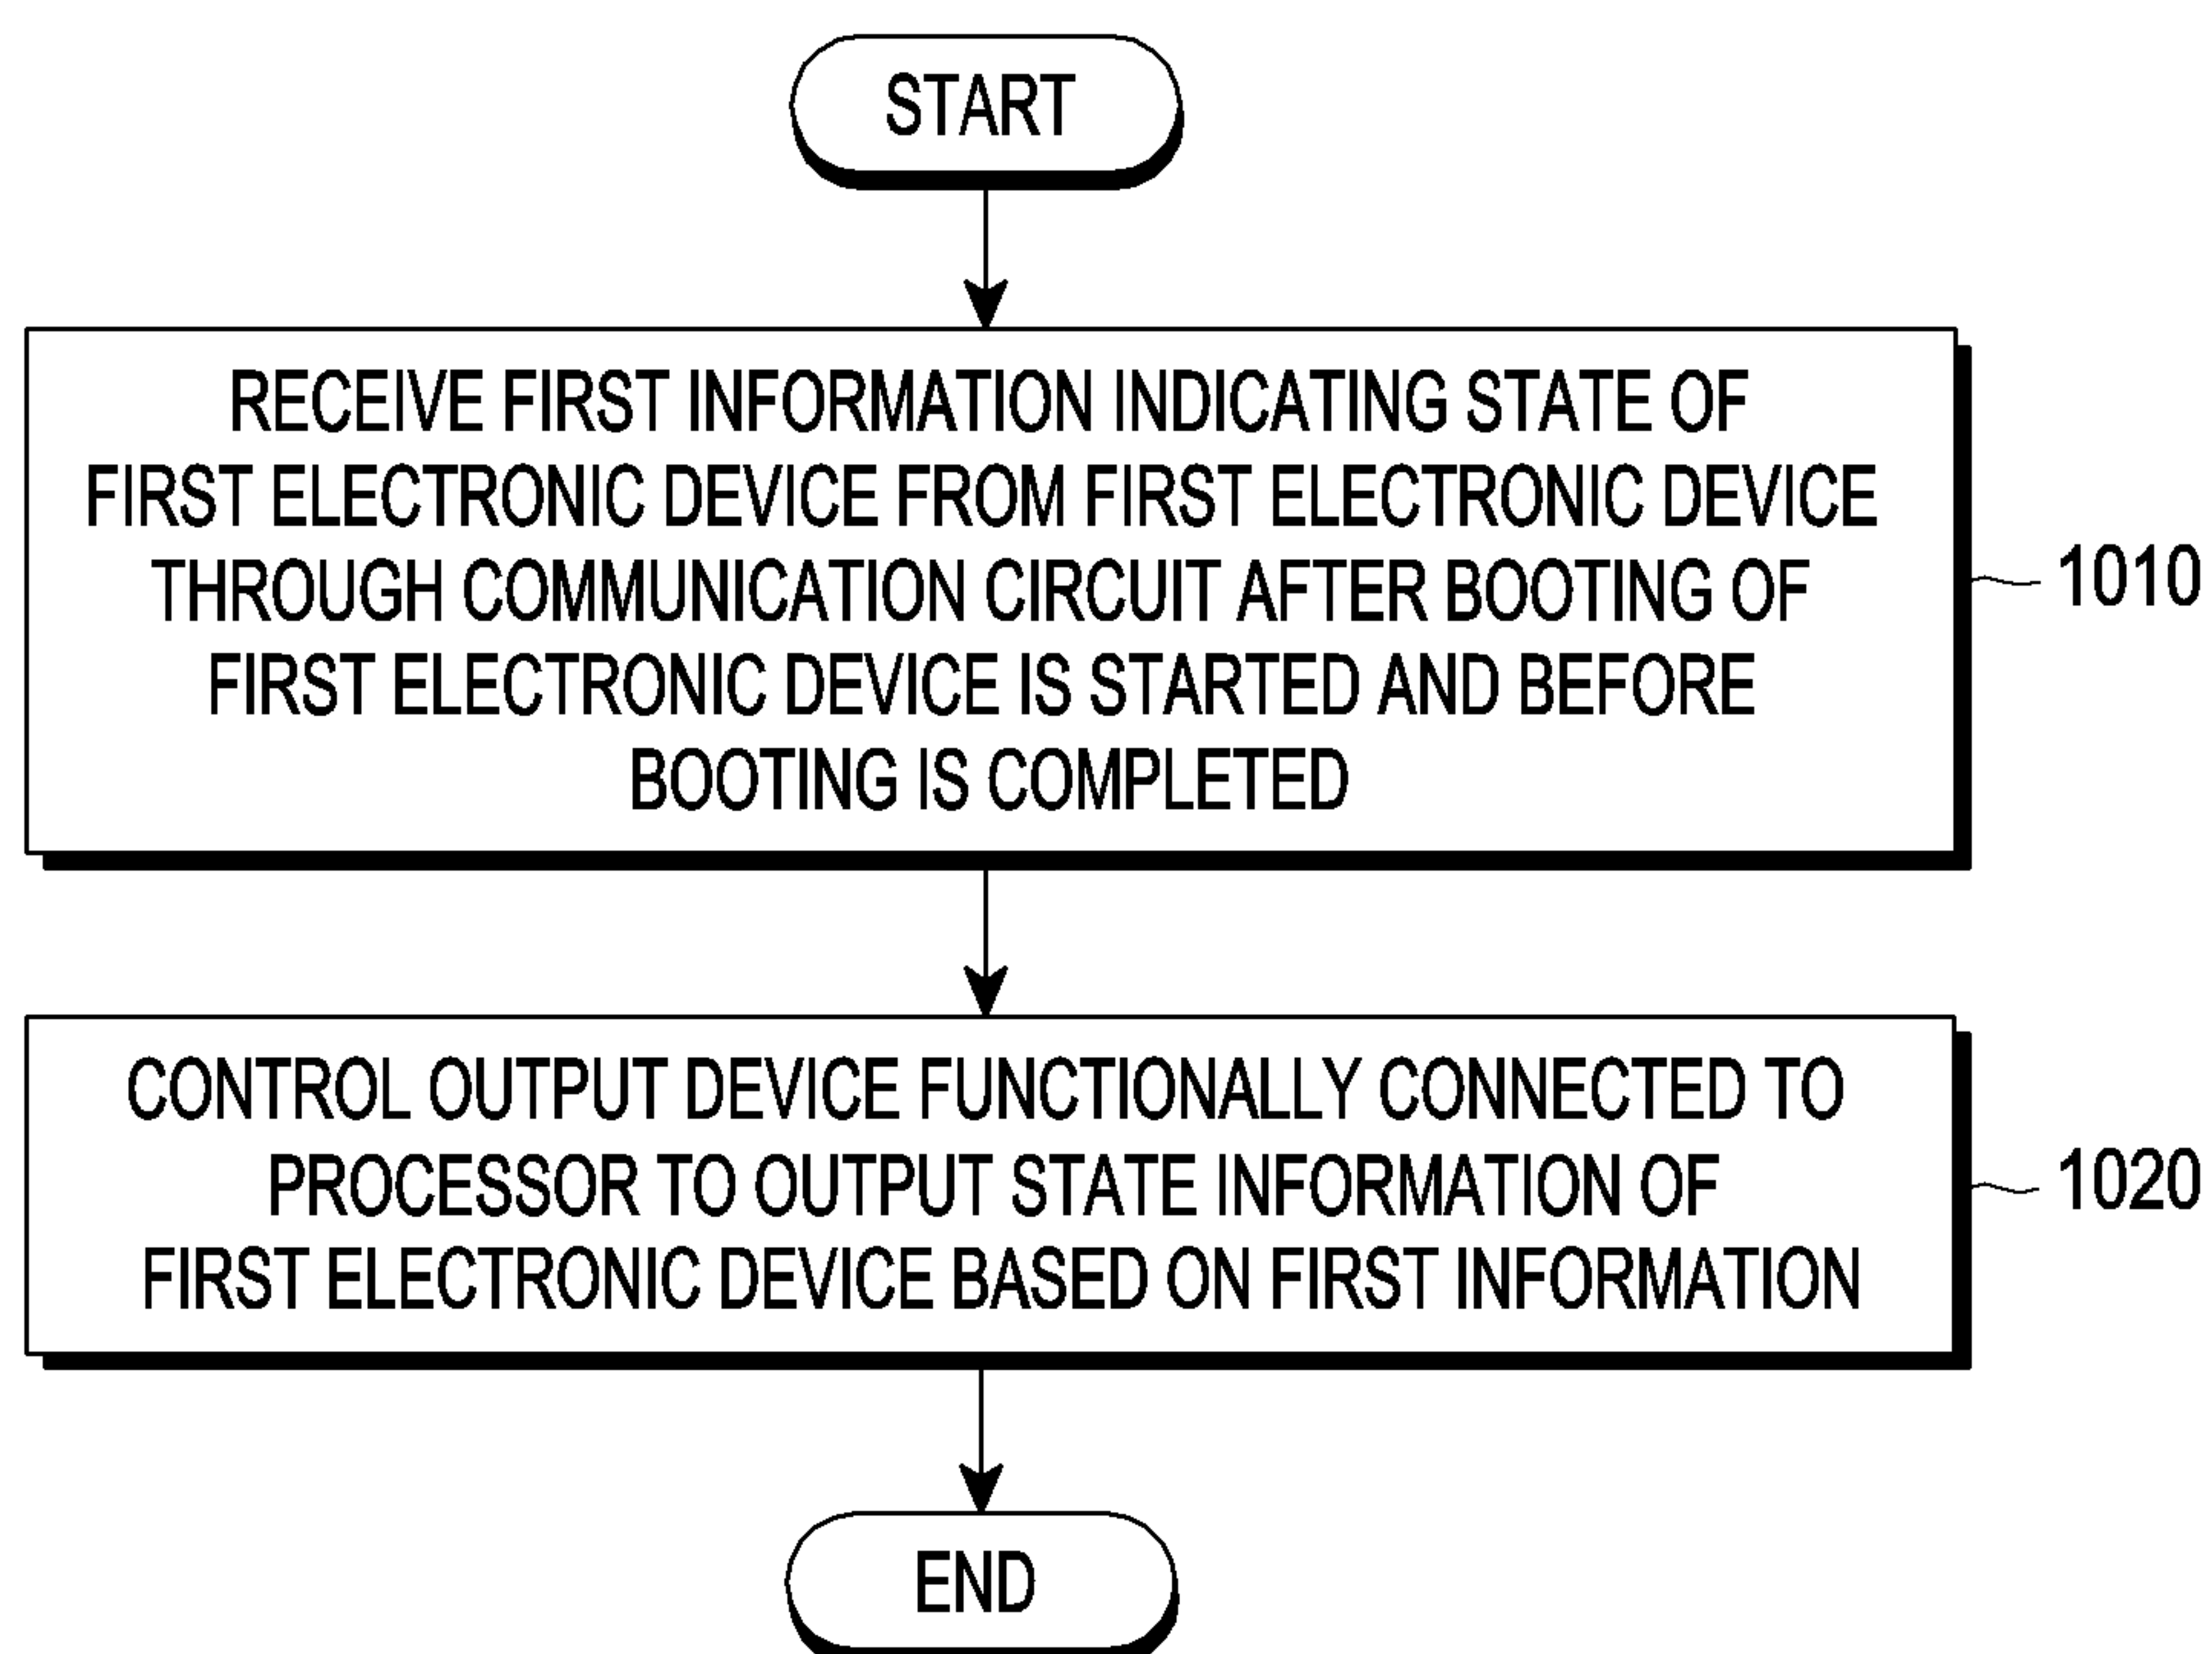 START
RECEIVE FIRST INFORMATION INDICATING STATE OF
FIRST ELECTRONIC DEVICE FROM FIRST ELECTRONIC DEVICE
THROUGH COMMUNICATION CIRCUIT AFTER BOOTING OF
FIRST ELECTRONIC DEVICE IS STARTED AND BEFORE
BOOTING IS COMPLETED
1010
CONTROL OUTPUT DEVICE FUNCTIONALLY CONNECTED TO
PROCESSOR TO OUTPUT STATE INFORMATION OF
FIRST ELECTRONIC DEVICE BASED ON FIRST INFORMATION
1020
END